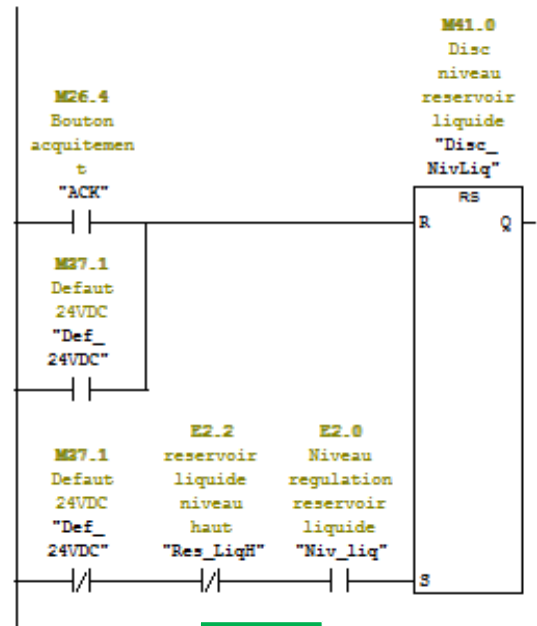 M41.0
Disc
niveau
reservoir
liquide
"Disc_
NivLiq"
M26.4
Bouton
acquitemen
t
"ACK"
RS
R
Q
M37.1
Defaut
24VDC
"Def_
24VDC"
M37.1
Defaut
24VDC
"Def_
24VDC"
E2.2
reservoir
liquide
niveau
haut
"Res_LiqH"
E2.0
Niveau
regulation
reservoir
liquide
"Niv_liq"
S